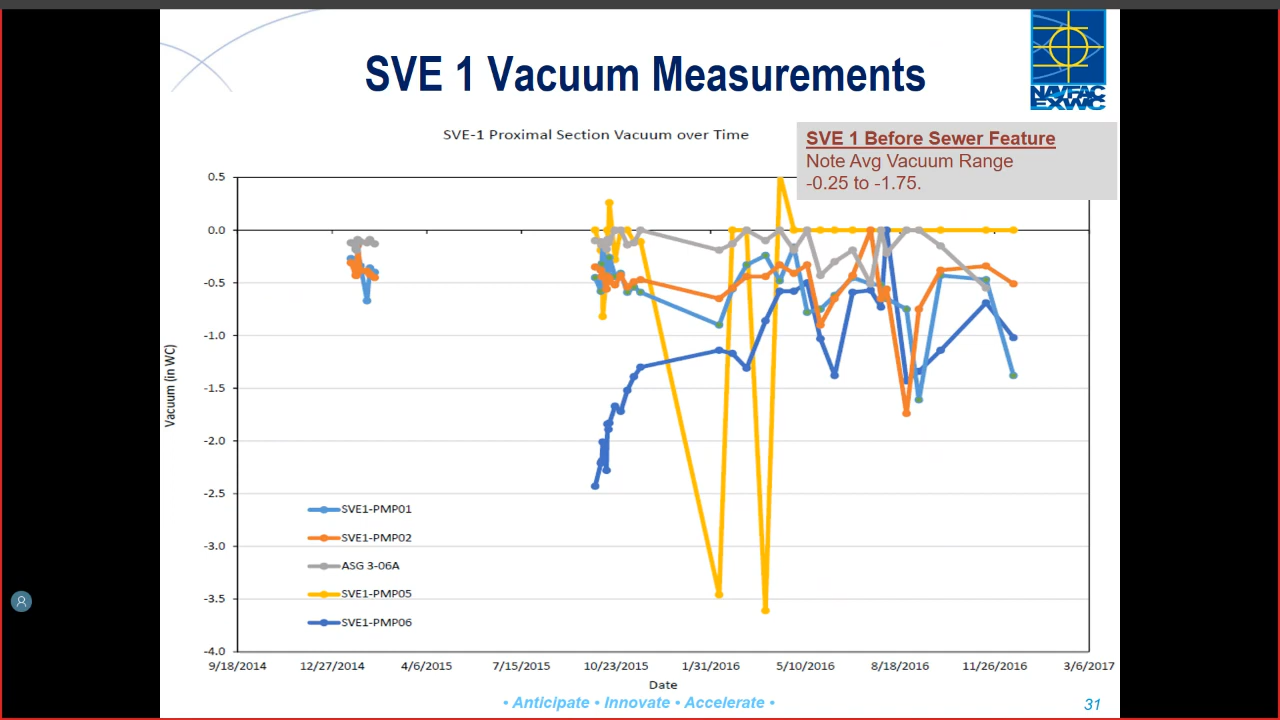 SVE 1 Vacuum Measurements
NAVFAC
EXWC
SVE-1 Proximal Section Vacuum over Time
SVE 1 Before Sewer Feature
Note Avg Vacuum Range
-0.25 to -1.75.
Vacuum (in WC)
0.5
0.0
-0.5
-1.0
-1.5
-2.0
-2.5
-3.0
-3.5
-4.0
SVE1-PMP01
SVE1-PMP02
ASG 3-06A
SVE1-PMP05
SVE1-PMP06
9/18/2014 12/27/2014 4/6/2015 7/15/2015 10/23/2015 1/31/2016 5/10/2016 8/18/2016 11/26/2016 3/6/2017
Date
• Anticipate • Innovate • Accelerate •
31